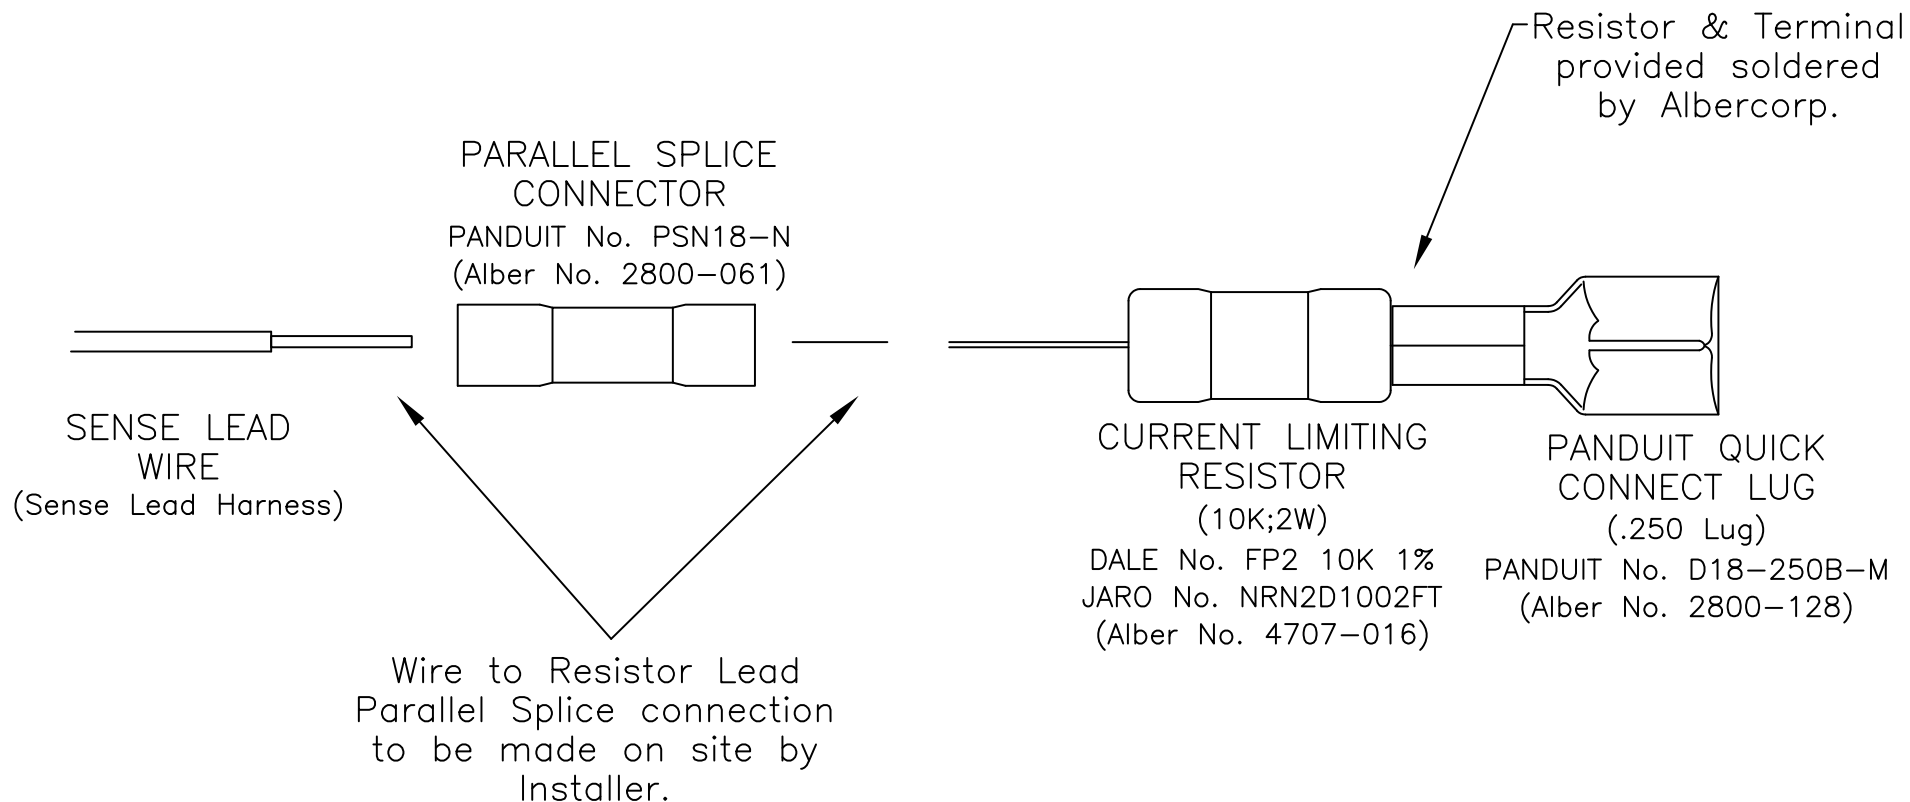 Resistor & Terminal
provided soldered
by Albercorp.
PARALLEL SPLICE
CONNECTOR
PANDUIT No. PSN18-N
(Alber No. 2800-061)
SENSE LEAD
WIRE
(Sense Lead Harness)
CURRENT LIMITING
RESISTOR
(10K;2W)
DALE No. FP2 10K 1%
JARO No. NRN2D1002FT
(Alber No. 4707-016)
PANDUIT QUICK
CONNECT LUG
(.250 Lug)
PANDUIT No. D18-250B-M
(Alber No. 2800-128)
Wire to Resistor Lead
Parallel Splice connection
to be made on site by
Installer.